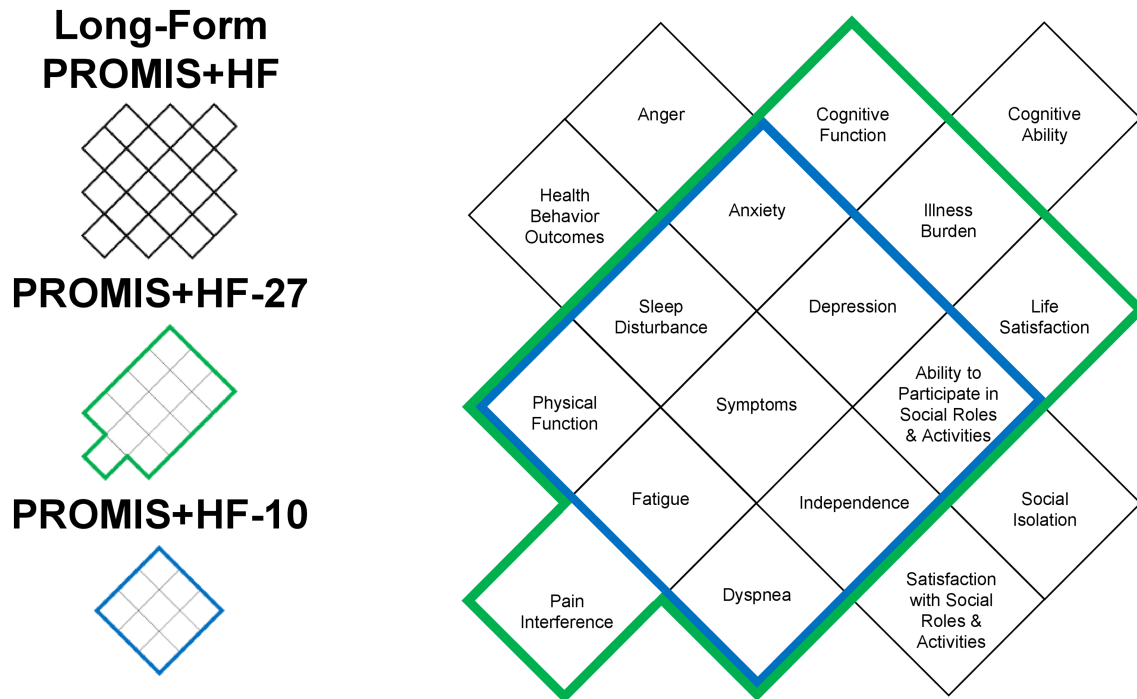 Long-Form
PROMIS+HF
PROMIS+HF-27
PROMIS+HF-10
Anger
Cognitive
Function
Cognitive
Ability
Health
Behavior
Outcomes
Anxiety
Illness
Burden
Sleep
Disturbance
Depression
Life
Satisfaction
Physical
Function
Symptoms
Ability to
Participate in
Social Roles
& Activities
Fatigue
Independence
Social
Isolation
Pain
Interference
Dyspnea
Satisfaction
with Social
Roles &
Activities